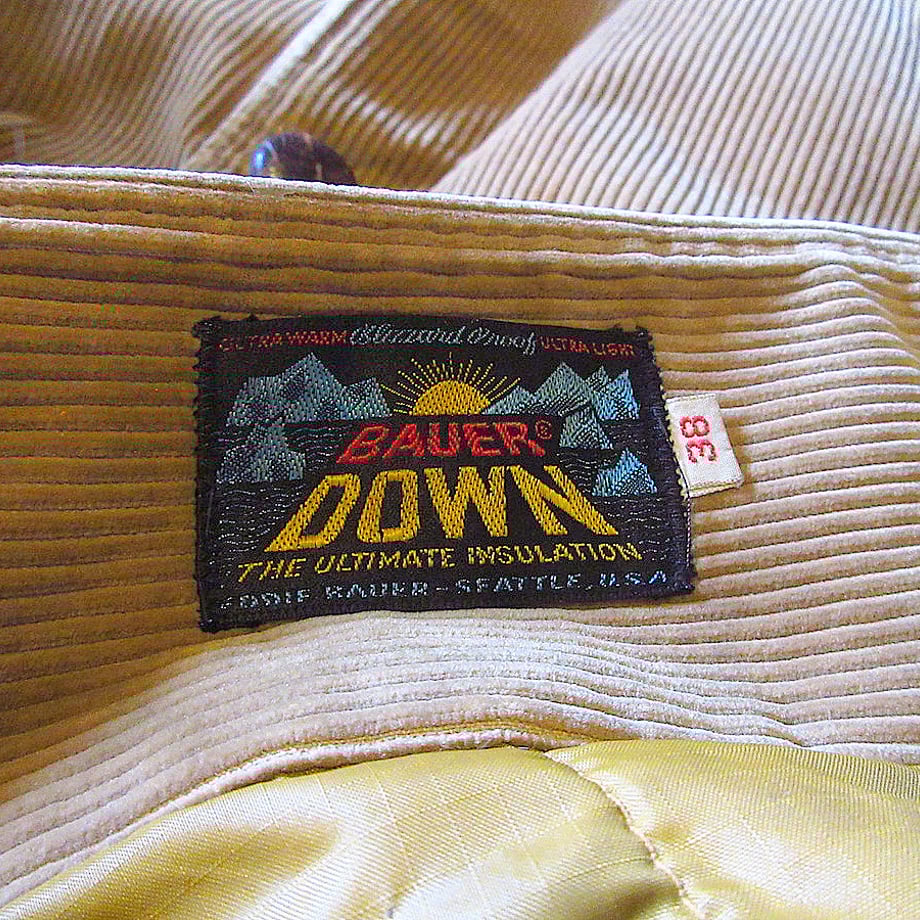 ULTRA WARM Blizzard Proof ULTRA LIGHT
BAUER®
DOWN
THE ULTIMATE INSULATION
EDDIE BAUER - SEATTLE, U.S.A
38